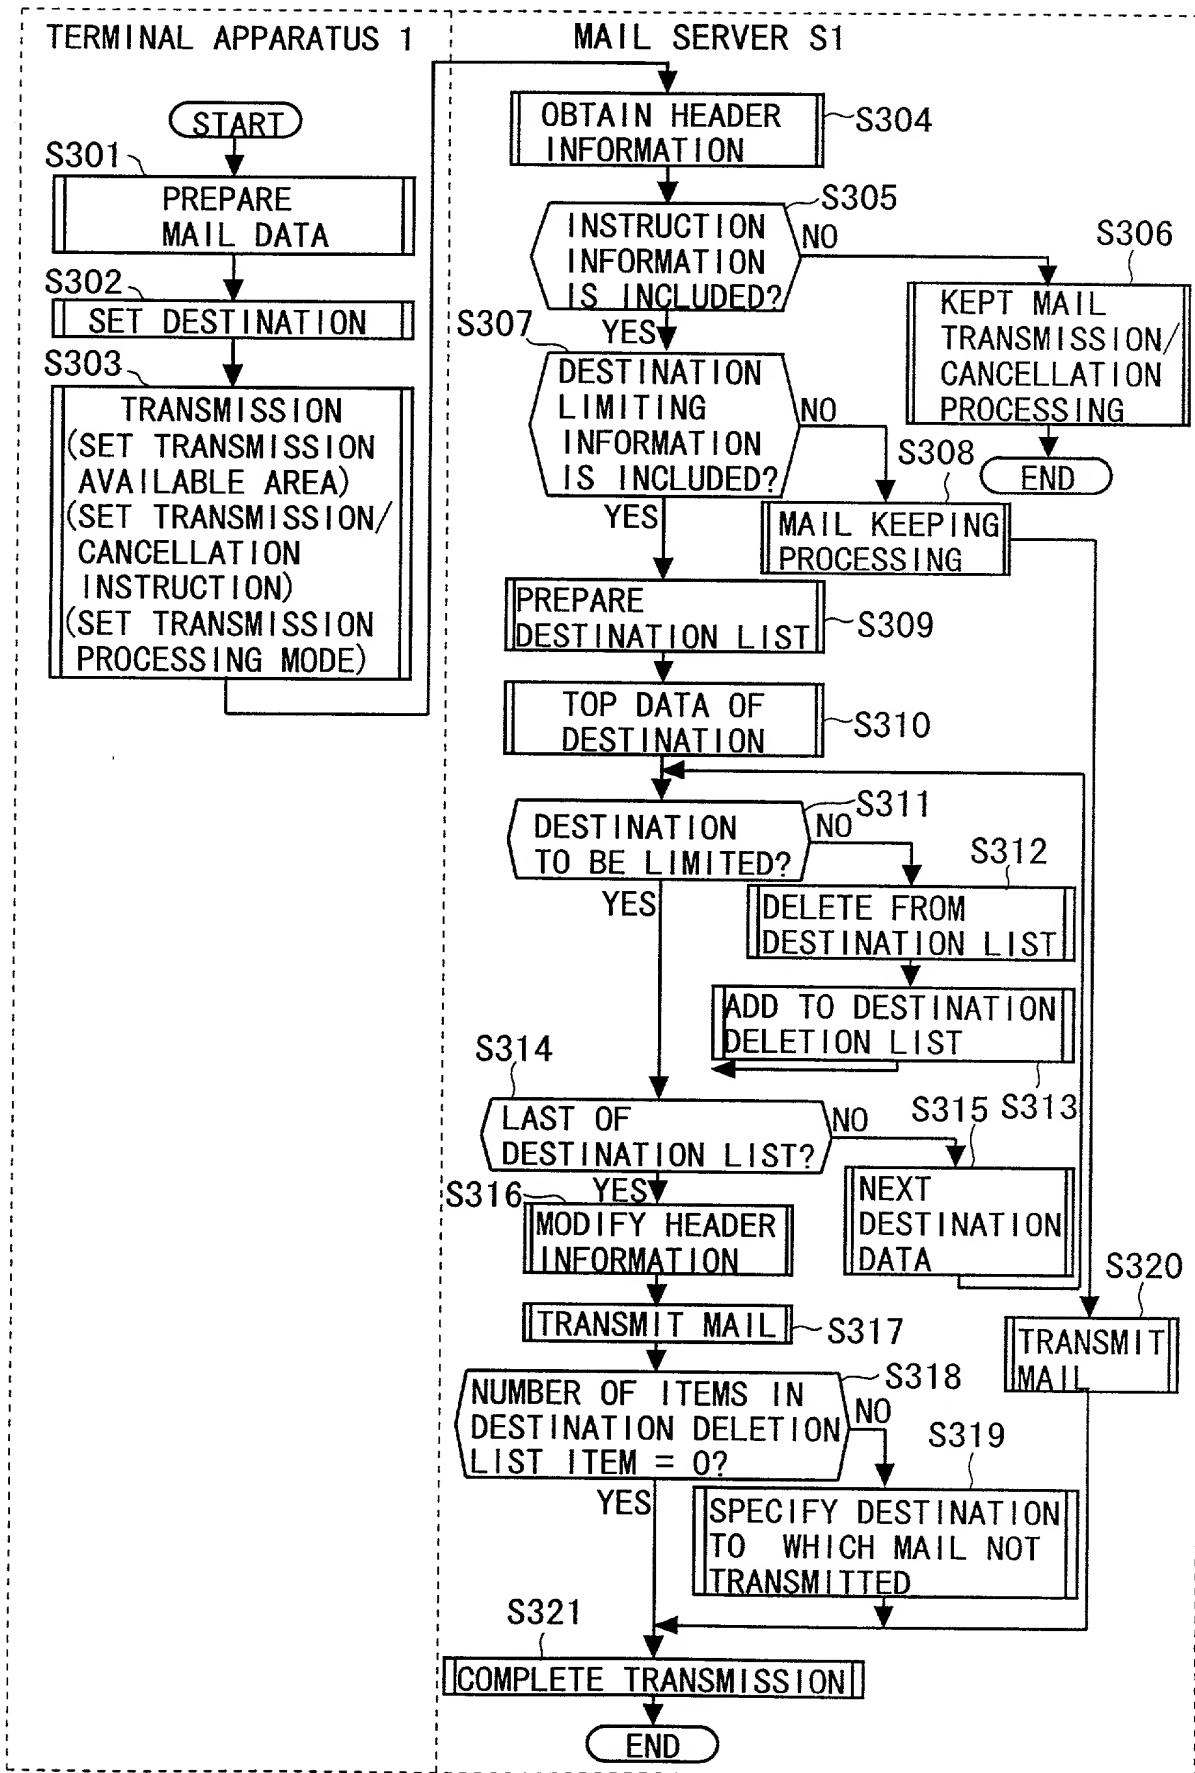 TERMINAL APPARATUS 1
MAIL SERVER S1
START
S301
PREPARE
MAIL DATA
S302
SET DESTINATION
S303
TRANSMISSION
(SET TRANSMISSION
AVAILABLE AREA)
(SET TRANSMISSION/
CANCELLATION
INSTRUCTION)
(SET TRANSMISSION
PROCESSING MODE)
OBTAIN HEADER
INFORMATION
S304
S305
INSTRUCTION
INFORMATION
IS INCLUDED?
NO
YES
S306
KEPT MAIL
TRANSMISSION/
CANCELLATION
PROCESSING
END
S307
DESTINATION
LIMITING
INFORMATION
IS INCLUDED?
NO
YES
S308
MAIL KEEPING
PROCESSING
PREPARE
DESTINATION LIST
S309
TOP DATA OF
DESTINATION
S310
S311
DESTINATION
TO BE LIMITED?
NO
YES
S312
DELETE FROM
DESTINATION LIST
ADD TO DESTINATION
DELETION LIST
S313
S314
LAST OF
DESTINATION LIST?
NO
YES
S315
NEXT
DESTINATION
DATA
S316
MODIFY HEADER
INFORMATION
TRANSMIT MAIL
S317
S318
NUMBER OF ITEMS IN
DESTINATION DELETION
LIST ITEM = 0?
NO
YES
S319
SPECIFY DESTINATION
TO WHICH MAIL NOT
TRANSMITTED
S320
TRANSMIT
MAIL
S321
COMPLETE TRANSMISSION
END